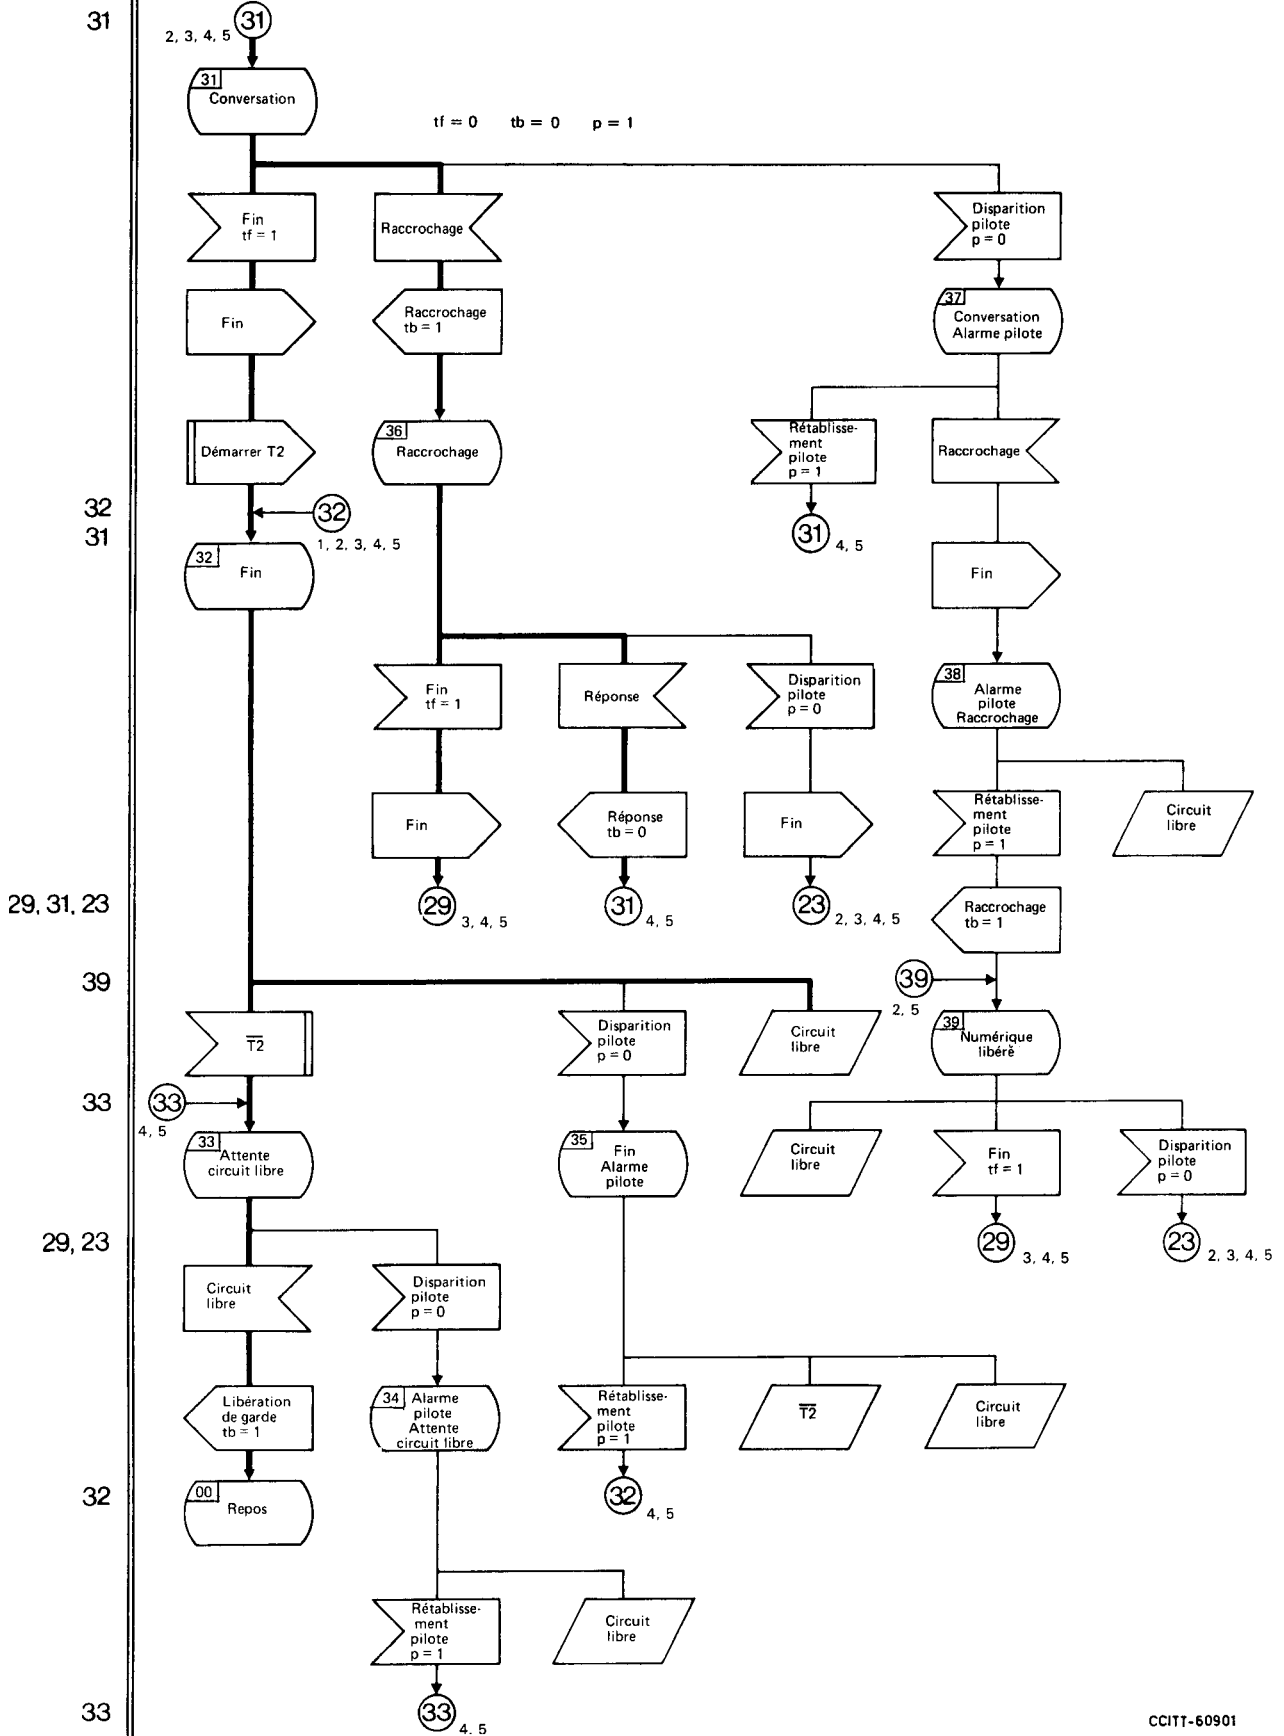 31
31
2, 3, 4, 5
31
Conversation
tf = 0 tb = 0 p = 1
Fin
tf = 1
Raccrochage
Disparition
pilote
p = 0
Fin
Raccrochage
tb = 1
37
Conversation
Alarme pilote
Démarrer T2
36
Raccrochage
Rétablisse-
ment
pilote
p = 1
Raccrochage
32
31
32
1, 2, 3, 4, 5
31
4, 5
32
Fin
Fin
Fin
tf = 1
Réponse
Disparition
pilote
p = 0
38
Alarme
pilote
Raccrochage
Fin
Réponse
tb = 0
Fin
Rétablisse-
ment
pilote
p = 1
Circuit
libre
29, 31, 23
29
3, 4, 5
31
4, 5
23
2, 3, 4, 5
Raccrochage
tb = 1
39
39
2, 5
T2
Disparition
pilote
p = 0
Circuit
libre
39
Numérique
libéré
33
33
4, 5
33
Attente
circuit libre
35
Fin
Alarme
pilote
Circuit
libre
Fin
tf = 1
Disparition
pilote
p = 0
29, 23
29
3, 4, 5
23
2, 3, 4, 5
Circuit
libre
Disparition
pilote
p = 0
Libération
de garde
tb = 1
34
Alarme
pilote
Attente
circuit libre
Rétablisse-
ment
pilote
p = 1
T2
Circuit
libre
32
00
Repos
32
4, 5
Rétablisse-
ment
pilote
p = 1
Circuit
libre
33
33
4, 5
CCITT-60901